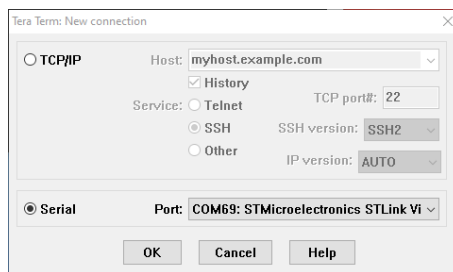 Tera Term: New connection
TCP/IP
Host: myhost.example.com
History
Service: Telnet
TCP port#: 22
SSH
SSH version: SSH2
Other
IP version: AUTO
Serial
Port: COM69: STMicroelectronics STLink Vi
OK Cancel Help